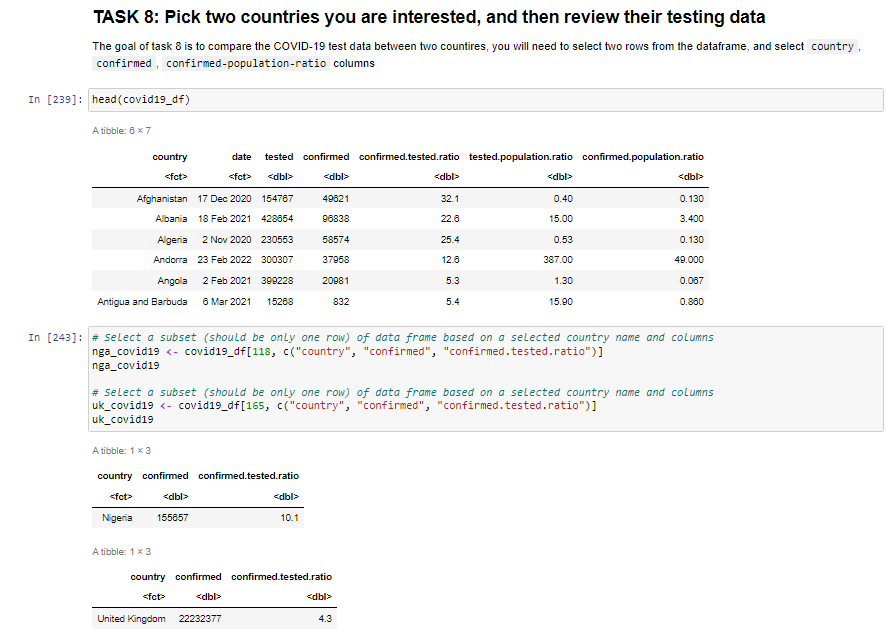 TASK 8: Pick two countries you are interested, and then review their testing data
The goal of task 8 is to compare the COVID-19 test data between two countires, you will need to select two rows from the dataframe, and select country ,
confirmed , confirmed-population-ratio columns
In [239]: head(covid19_df)
A tibble: 6 × 7
country date tested confirmed confirmed.tested.ratio tested.population.ratio confirmed.population.ratio
<fct> <fct> <dbl> <dbl> <dbl> <dbl> <dbl>
Afghanistan 17 Dec 2020 154767 49621 32.1 0.40 0.130
Albania 18 Feb 2021 428654 96838 22.6 15.00 3.400
Algeria 2 Nov 2020 230553 58574 25.4 0.53 0.130
Andorra 23 Feb 2022 300307 37958 12.6 387.00 49.000
Angola 2 Feb 2021 399228 20981 5.3 1.30 0.067
Antigua and Barbuda 6 Mar 2021 15268 832 5.4 15.90 0.860
In [243]: # Select a subset (should be only one row) of data frame based on a selected country name and columns
nga_covid19 <- covid19_df[118, c("country", "confirmed", "confirmed.tested.ratio")]
nga_covid19
# Select a subset (should be only one row) of data frame based on a selected country name and columns
uk_covid19 <- covid19_df[165, c("country", "confirmed", "confirmed.tested.ratio")]
uk_covid19
A tibble: 1 × 3
country confirmed confirmed.tested.ratio
<fct> <dbl> <dbl>
Nigeria 155657 10.1
A tibble: 1 × 3
country confirmed confirmed.tested.ratio
<fct> <dbl> <dbl>
United Kingdom 22232377 4.3